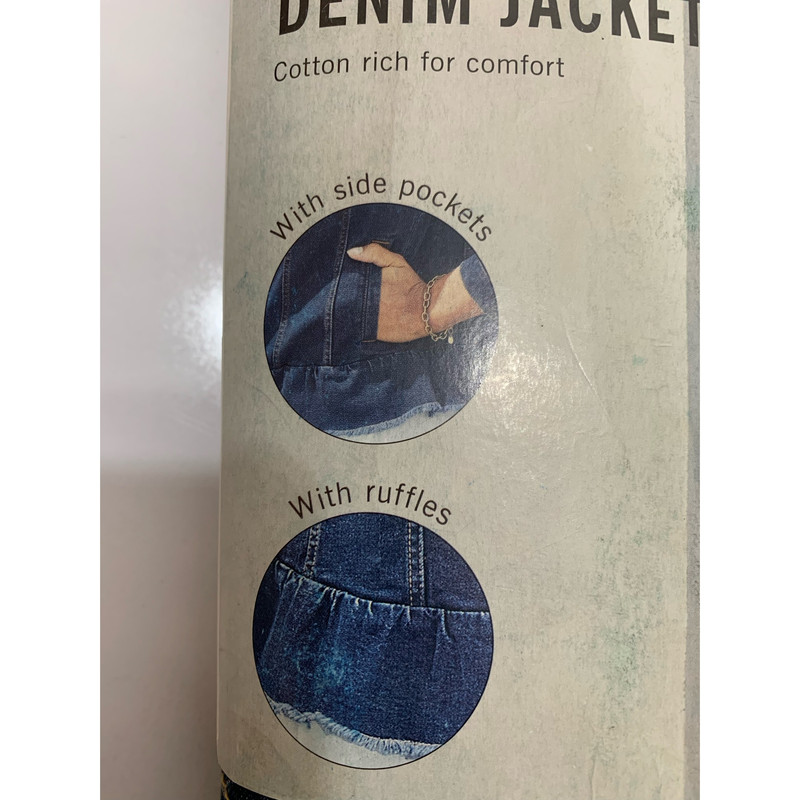 DENIM JACKET
Cotton rich for comfort
With side pockets
With ruffles